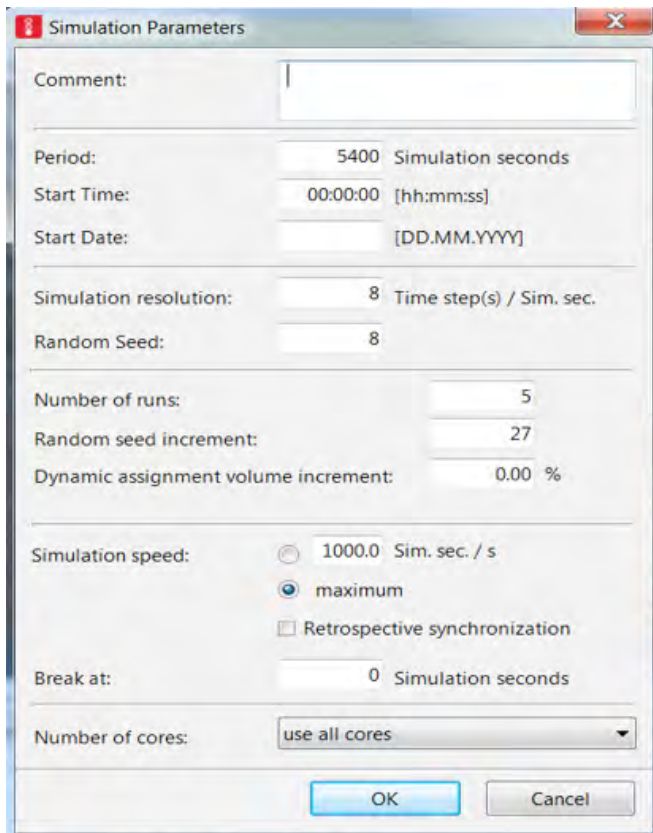 Simulation Parameters
Comment:
Period: 5400 Simulation seconds
Start Time: 00:00:00 [hh:mm:ss]
Start Date: [DD.MM.YYYY]
Simulation resolution: 8 Time step(s) / Sim. sec.
Random Seed: 8
Number of runs: 5
Random seed increment: 27
Dynamic assignment volume increment: 0.00 %
Simulation speed: 1000.0 Sim. sec. / s
maximum
Retrospective synchronization
Break at: 0 Simulation seconds
Number of cores: use all cores
OK Cancel